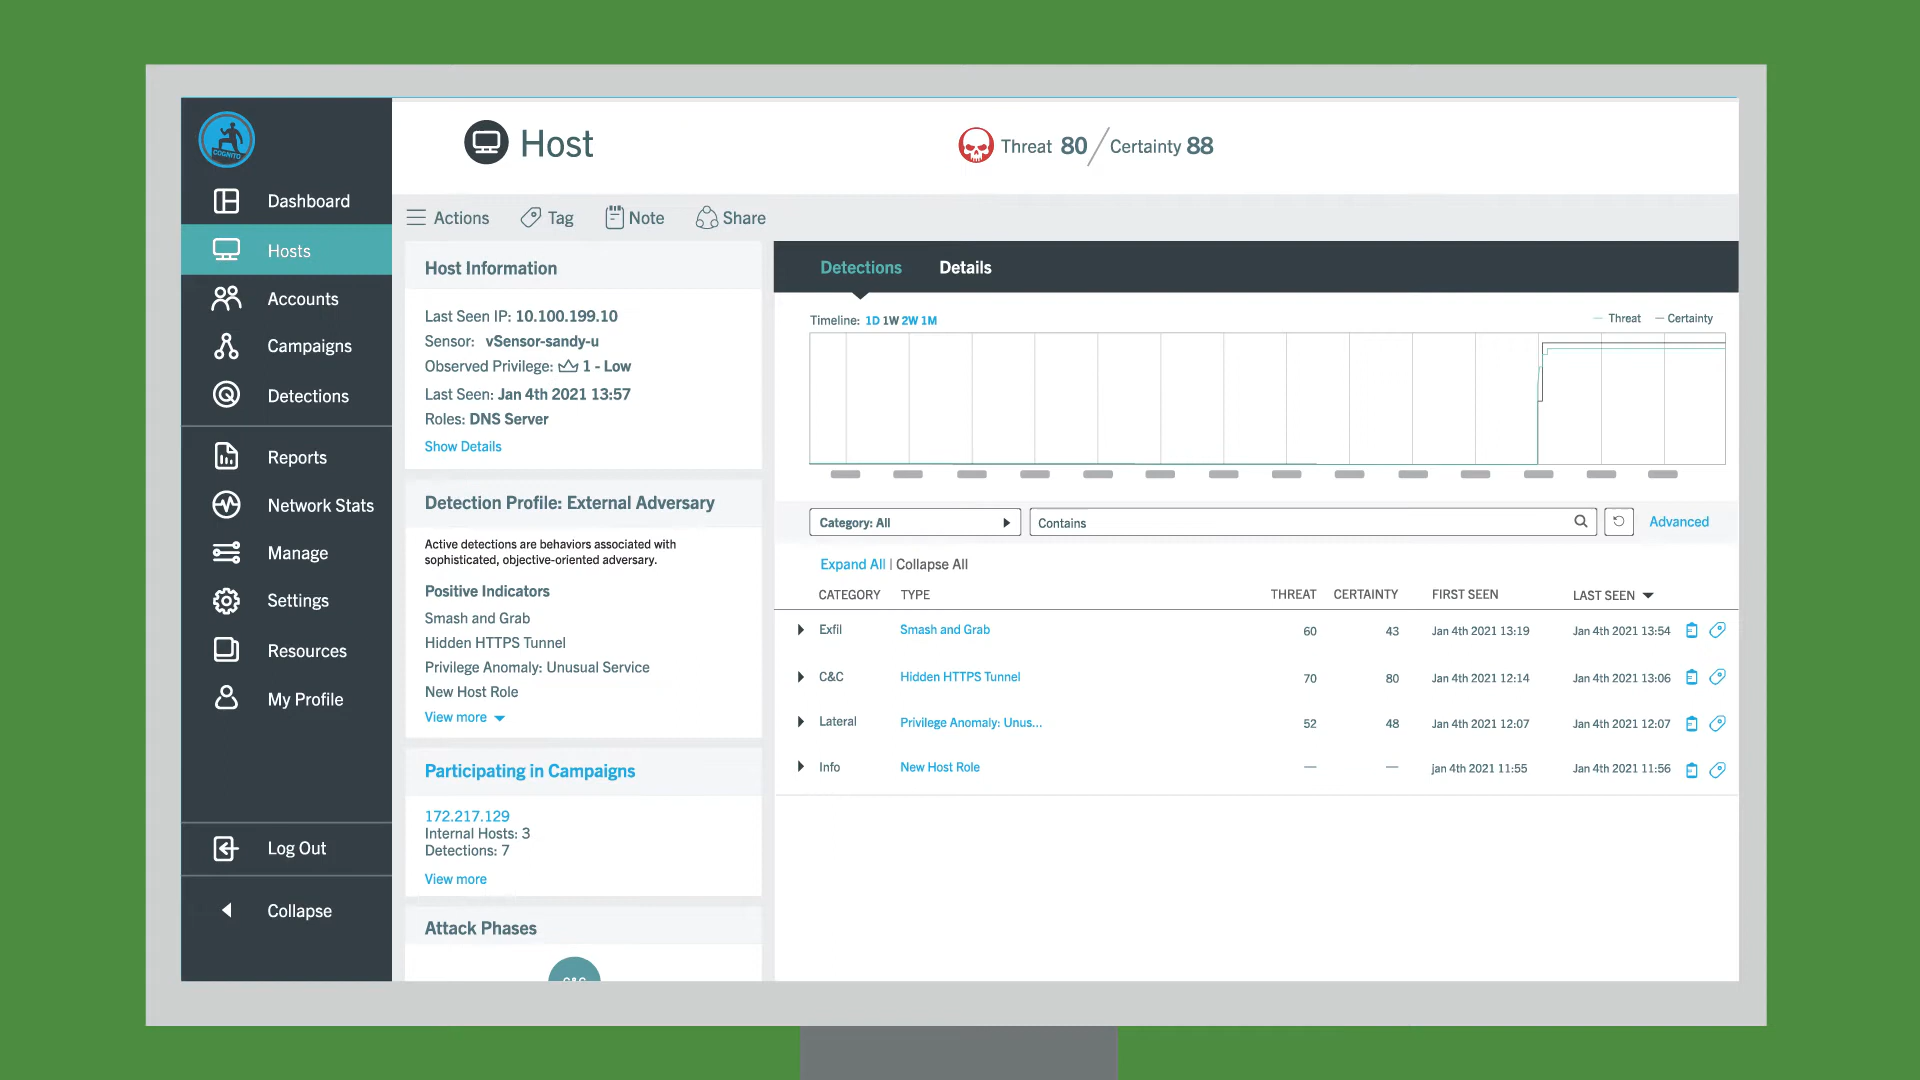 COGNITO
Dashboard
Hosts
Accounts
Campaigns
Detections
Reports
Network Stats
Manage
Settings
Resources
My Profile
Log Out
Collapse
Host
Threat 80 / Certainty 88
Actions Tag Note Share
Host Information
Last Seen IP: 10.100.199.10
Sensor: vSensor-sandy-u
Observed Privilege: 1 - Low
Last Seen: Jan 4th 2021 13:57
Roles: DNS Server
Show Details
Detection Profile: External Adversary
Active detections are behaviors associated with
sophisticated, objective-oriented adversary.
Positive Indicators
Smash and Grab
Hidden HTTPS Tunnel
Privilege Anomaly: Unusual Service
New Host Role
View more
Participating in Campaigns
172.217.129
Internal Hosts: 3
Detections: 7
View more
Attack Phases
C&C
Detections Details
Timeline: 1D 1W 2W 1M
Threat Certainty
Category: All
Contains
Advanced
Expand All | Collapse All
CATEGORY TYPE THREAT CERTAINTY FIRST SEEN LAST SEEN
Exfil Smash and Grab 60 43 Jan 4th 2021 13:19 Jan 4th 2021 13:54
C&C Hidden HTTPS Tunnel 70 80 Jan 4th 2021 12:14 Jan 4th 2021 13:06
Lateral Privilege Anomaly: Unus... 52 48 Jan 4th 2021 12:07 Jan 4th 2021 12:07
Info New Host Role — — jan 4th 2021 11:55 Jan 4th 2021 11:56